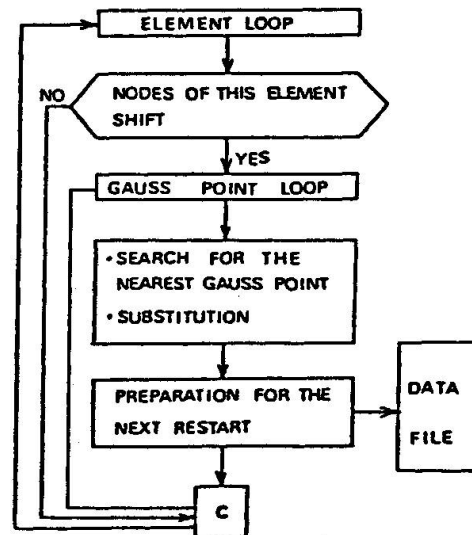 ELEMENT LOOP
NO
NODES OF THIS ELEMENT
SHIFT
YES
GAUSS POINT LOOP
• SEARCH FOR THE
NEAREST GAUSS POINT
• SUBSTITUTION
PREPARATION FOR THE
NEXT RESTART
DATA
FILE
C